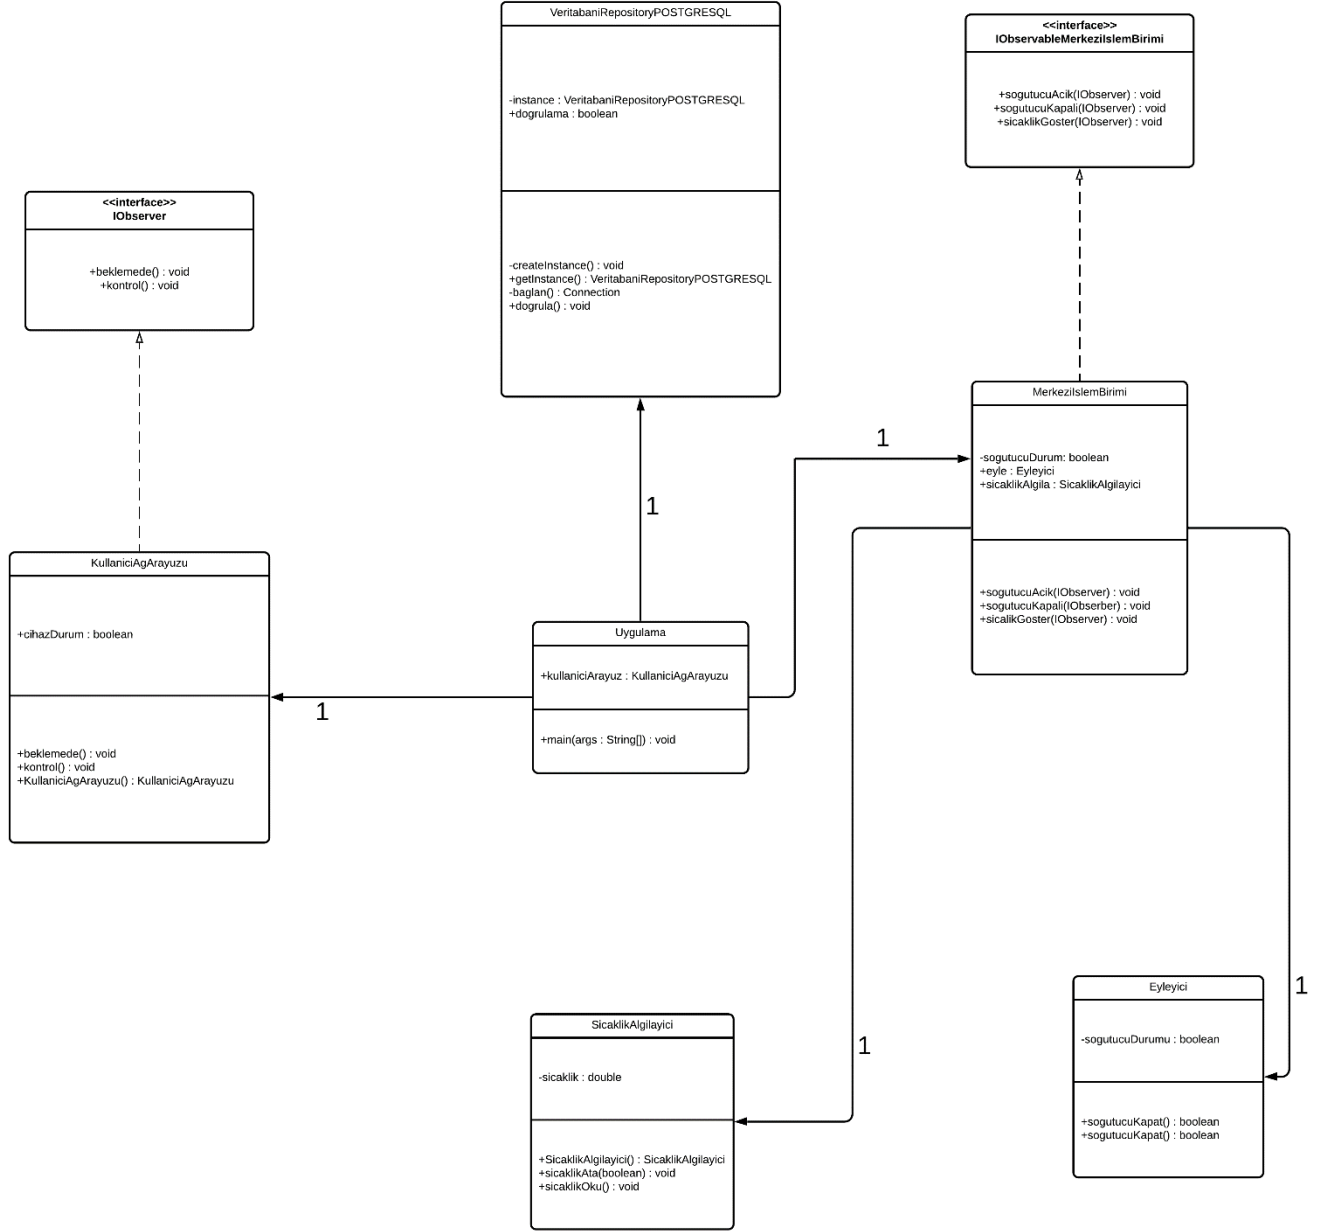 VeritabaniRepositoryPOSTGRESQL
-instance : VeritabaniRepositoryPOSTGRESQL
+dogrulama : boolean
-createInstance() : void
+getInstance() : VeritabaniRepositoryPOSTGRESQL
-baglan() : Connection
+dogrula() : void
<<interface>>
IObservableMerkeziIslemBirimi
+sogutucuAcik(IObserver) : void
+sogutucuKapali(IObserver) : void
+sicaklikGoster(IObserver) : void
<<interface>>
IObserver
+beklemede() : void
+kontrol() : void
MerkeziIslemBirimi
-sogutucuDurum: boolean
+eyle : Eyleyici
+sicaklikAlgila : SicaklikAlgilayici
+sogutucuAcik(IObserver) : void
+sogutucuKapali(IObserber) : void
+sicalikGoster(IObserver) : void
1
1
KullaniciAgArayuzu
+cihazDurum : boolean
+beklemede() : void
+kontrol() : void
+KullaniciAgArayuzu() : KullaniciAgArayuzu
1
Uygulama
+kullaniciArayuz : KullaniciAgArayuzu
+main(args : String[]) : void
SicaklikAlgilayici
-sicaklik : double
+SicaklikAlgilayici() : SicaklikAlgilayici
+sicaklikAta(boolean) : void
+sicaklikOku() : void
1
Eyleyici
-sogutucuDurumu : boolean
+sogutucuKapat() : boolean
+sogutucuKapat() : boolean
1